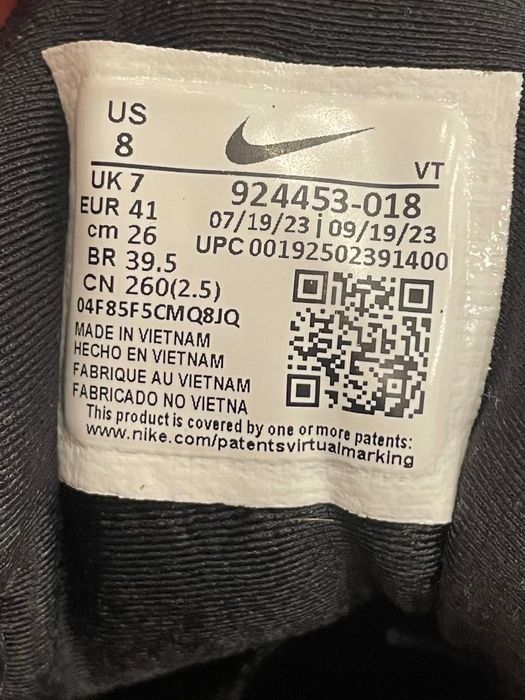 US
8
VT
UK 7
924453-018
EUR 41
07/19/23 | 09/19/23
cm 26
UPC 00192502391400
BR 39.5
CN 260(2.5)
04F85F5CMQ8JQ
MADE IN VIETNAM
HECHO EN VIETNAM
FABRIQUE AU VIETNAM
FABRICADO NO VIETNA
This product is covered by one or more patents:
www.nike.com/patentsvirtualmarking